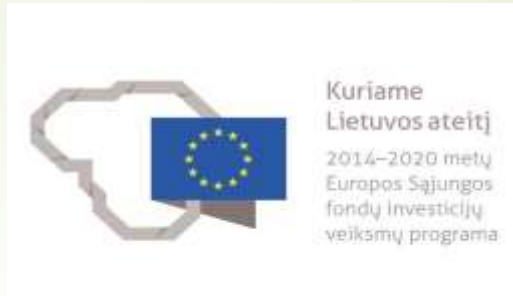 Kuriame
Lietuvos ateitį
2014–2020 metų
Europos Sąjungos
fondų investicijų
veiksmų programa